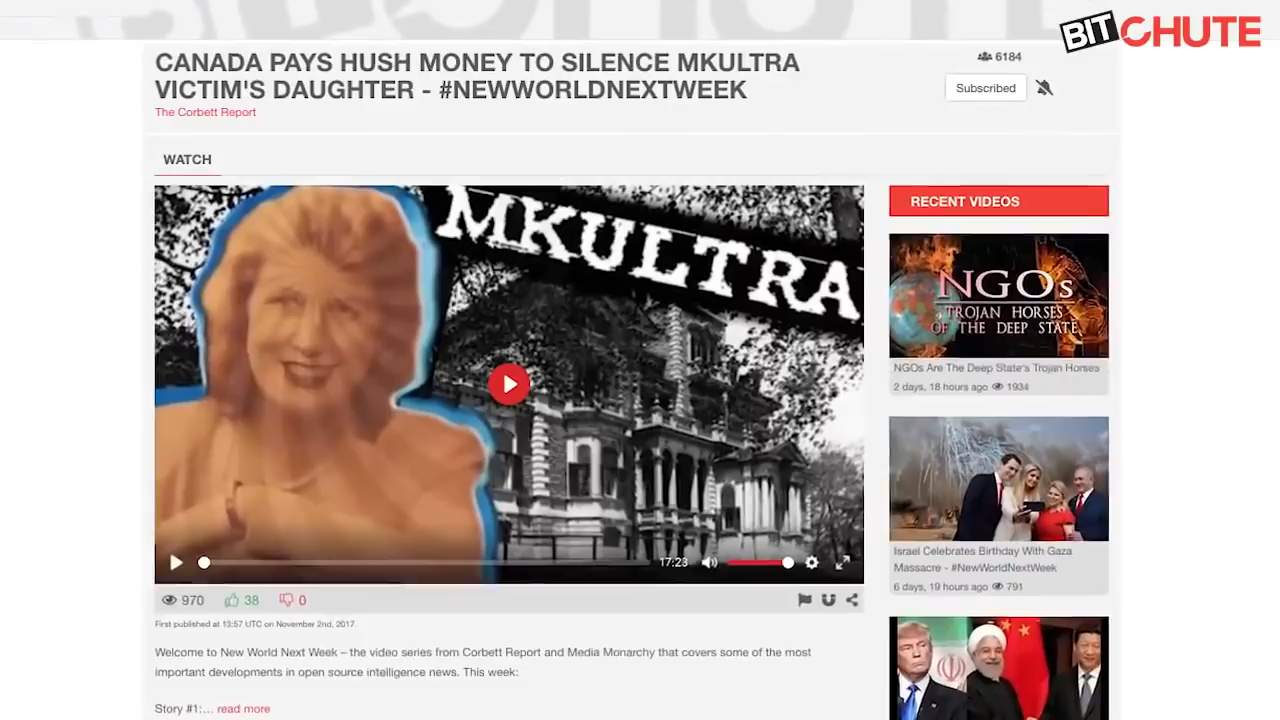 BITCHUTE
CANADA PAYS HUSH MONEY TO SILENCE MKULTRA
VICTIM'S DAUGHTER - #NEWWORLDNEXTWEEK
The Corbett Report
6184
Subscribed
WATCH
MKULTRA
17:23
970
38
0
First published at 13:57 UTC on November 2nd, 2017.
Welcome to New World Next Week – the video series from Corbett Report and Media Monarchy that covers some of the most
important developments in open source intelligence news. This week:
Story #1:... read more
RECENT VIDEOS
NGOs
TROJAN HORSES
OF THE DEEP STATE
NGOs Are The Deep State's Trojan Horses
2 days, 18 hours ago 1934
Israel Celebrates Birthday With Gaza
Massacre - #NewWorldNextWeek
6 days, 19 hours ago 791